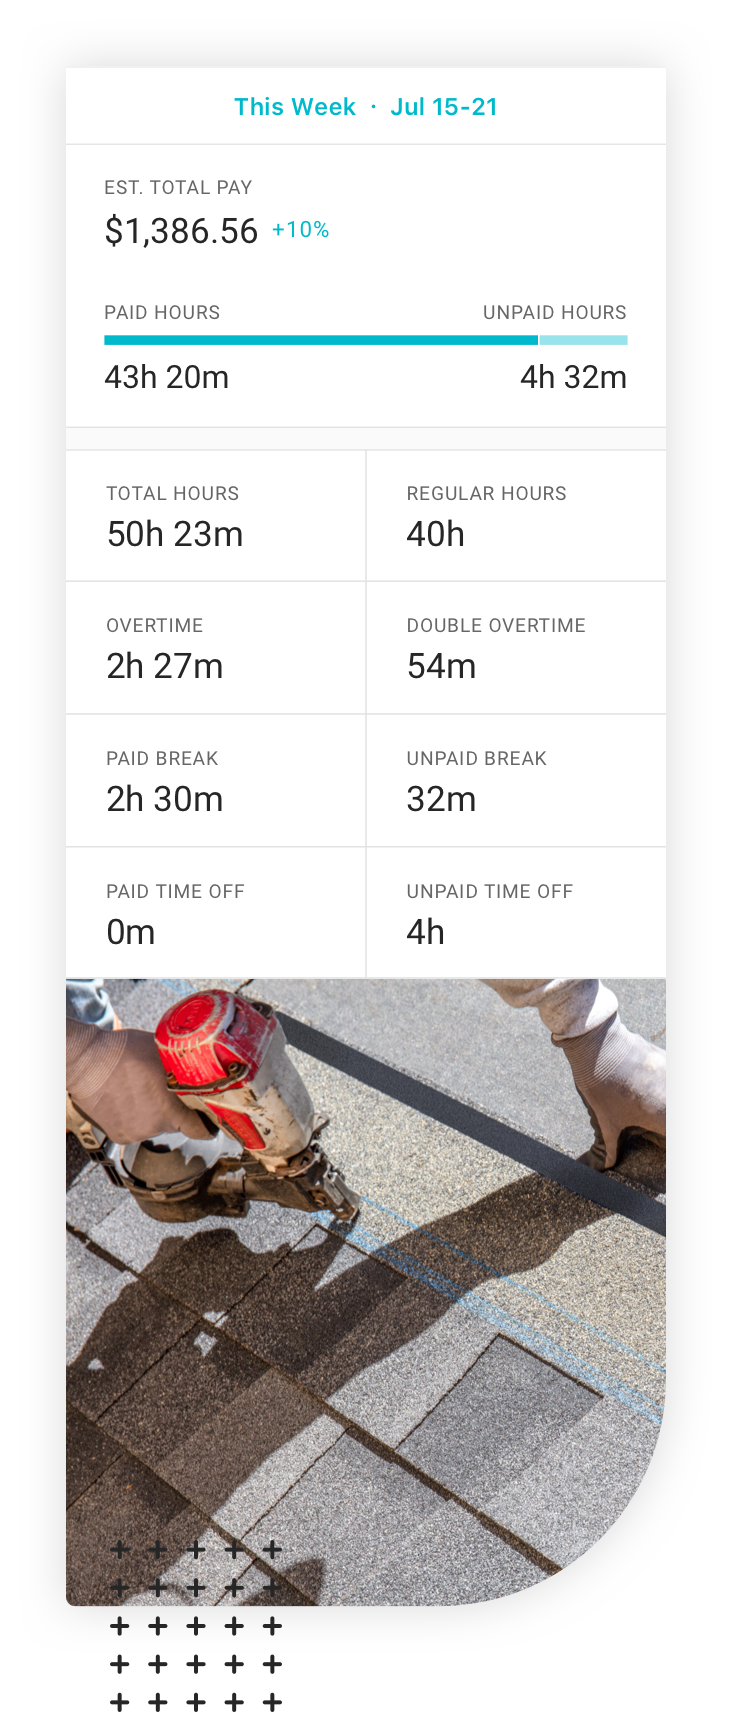 This Week · Jul 15-21
EST. TOTAL PAY
$1,386.56 +10%
PAID HOURS UNPAID HOURS
43h 20m 4h 32m
TOTAL HOURS REGULAR HOURS
50h 23m 40h
OVERTIME DOUBLE OVERTIME
2h 27m 54m
PAID BREAK UNPAID BREAK
2h 30m 32m
PAID TIME OFF UNPAID TIME OFF
0m 4h